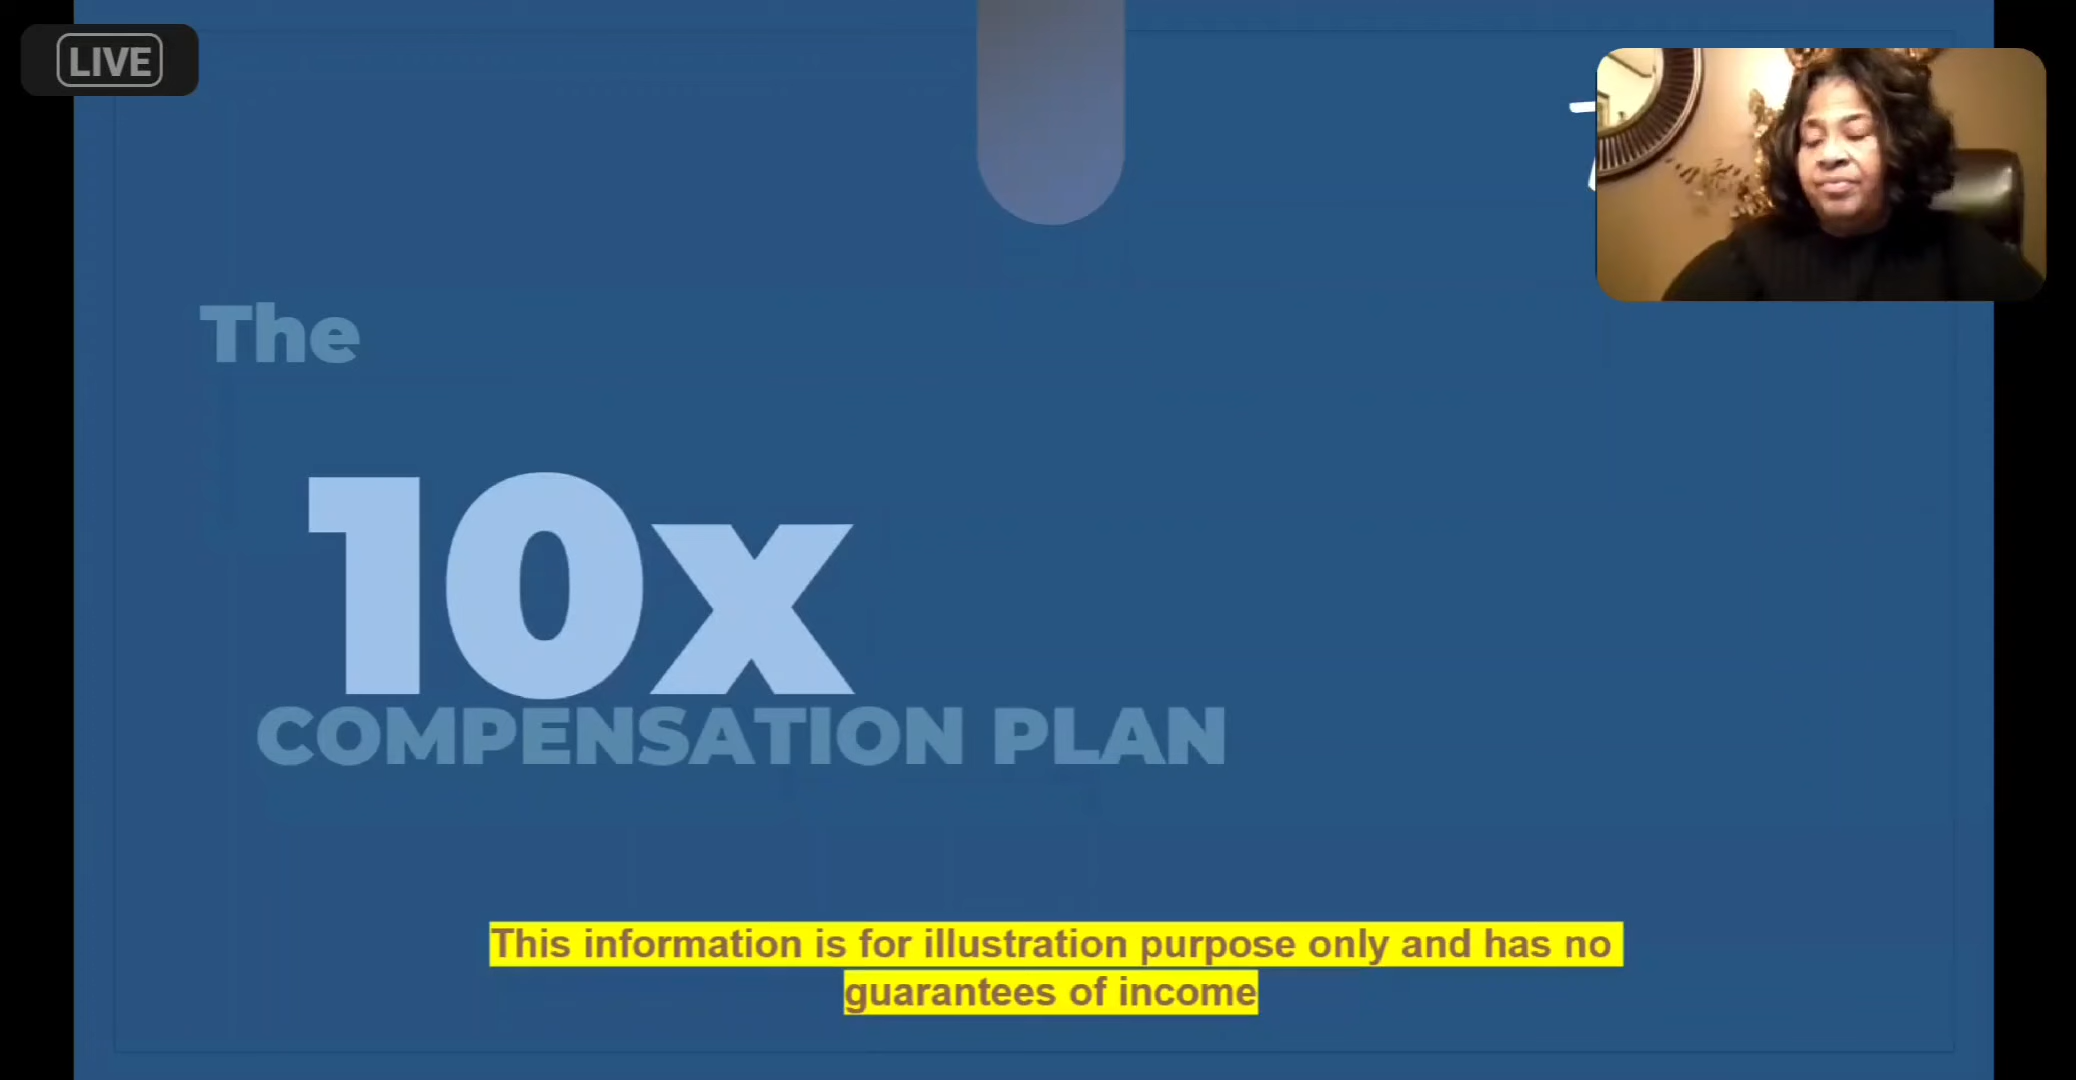 LIVE
The
10x
COMPENSATION PLAN
This information is for illustration purpose only and has no
guarantees of income